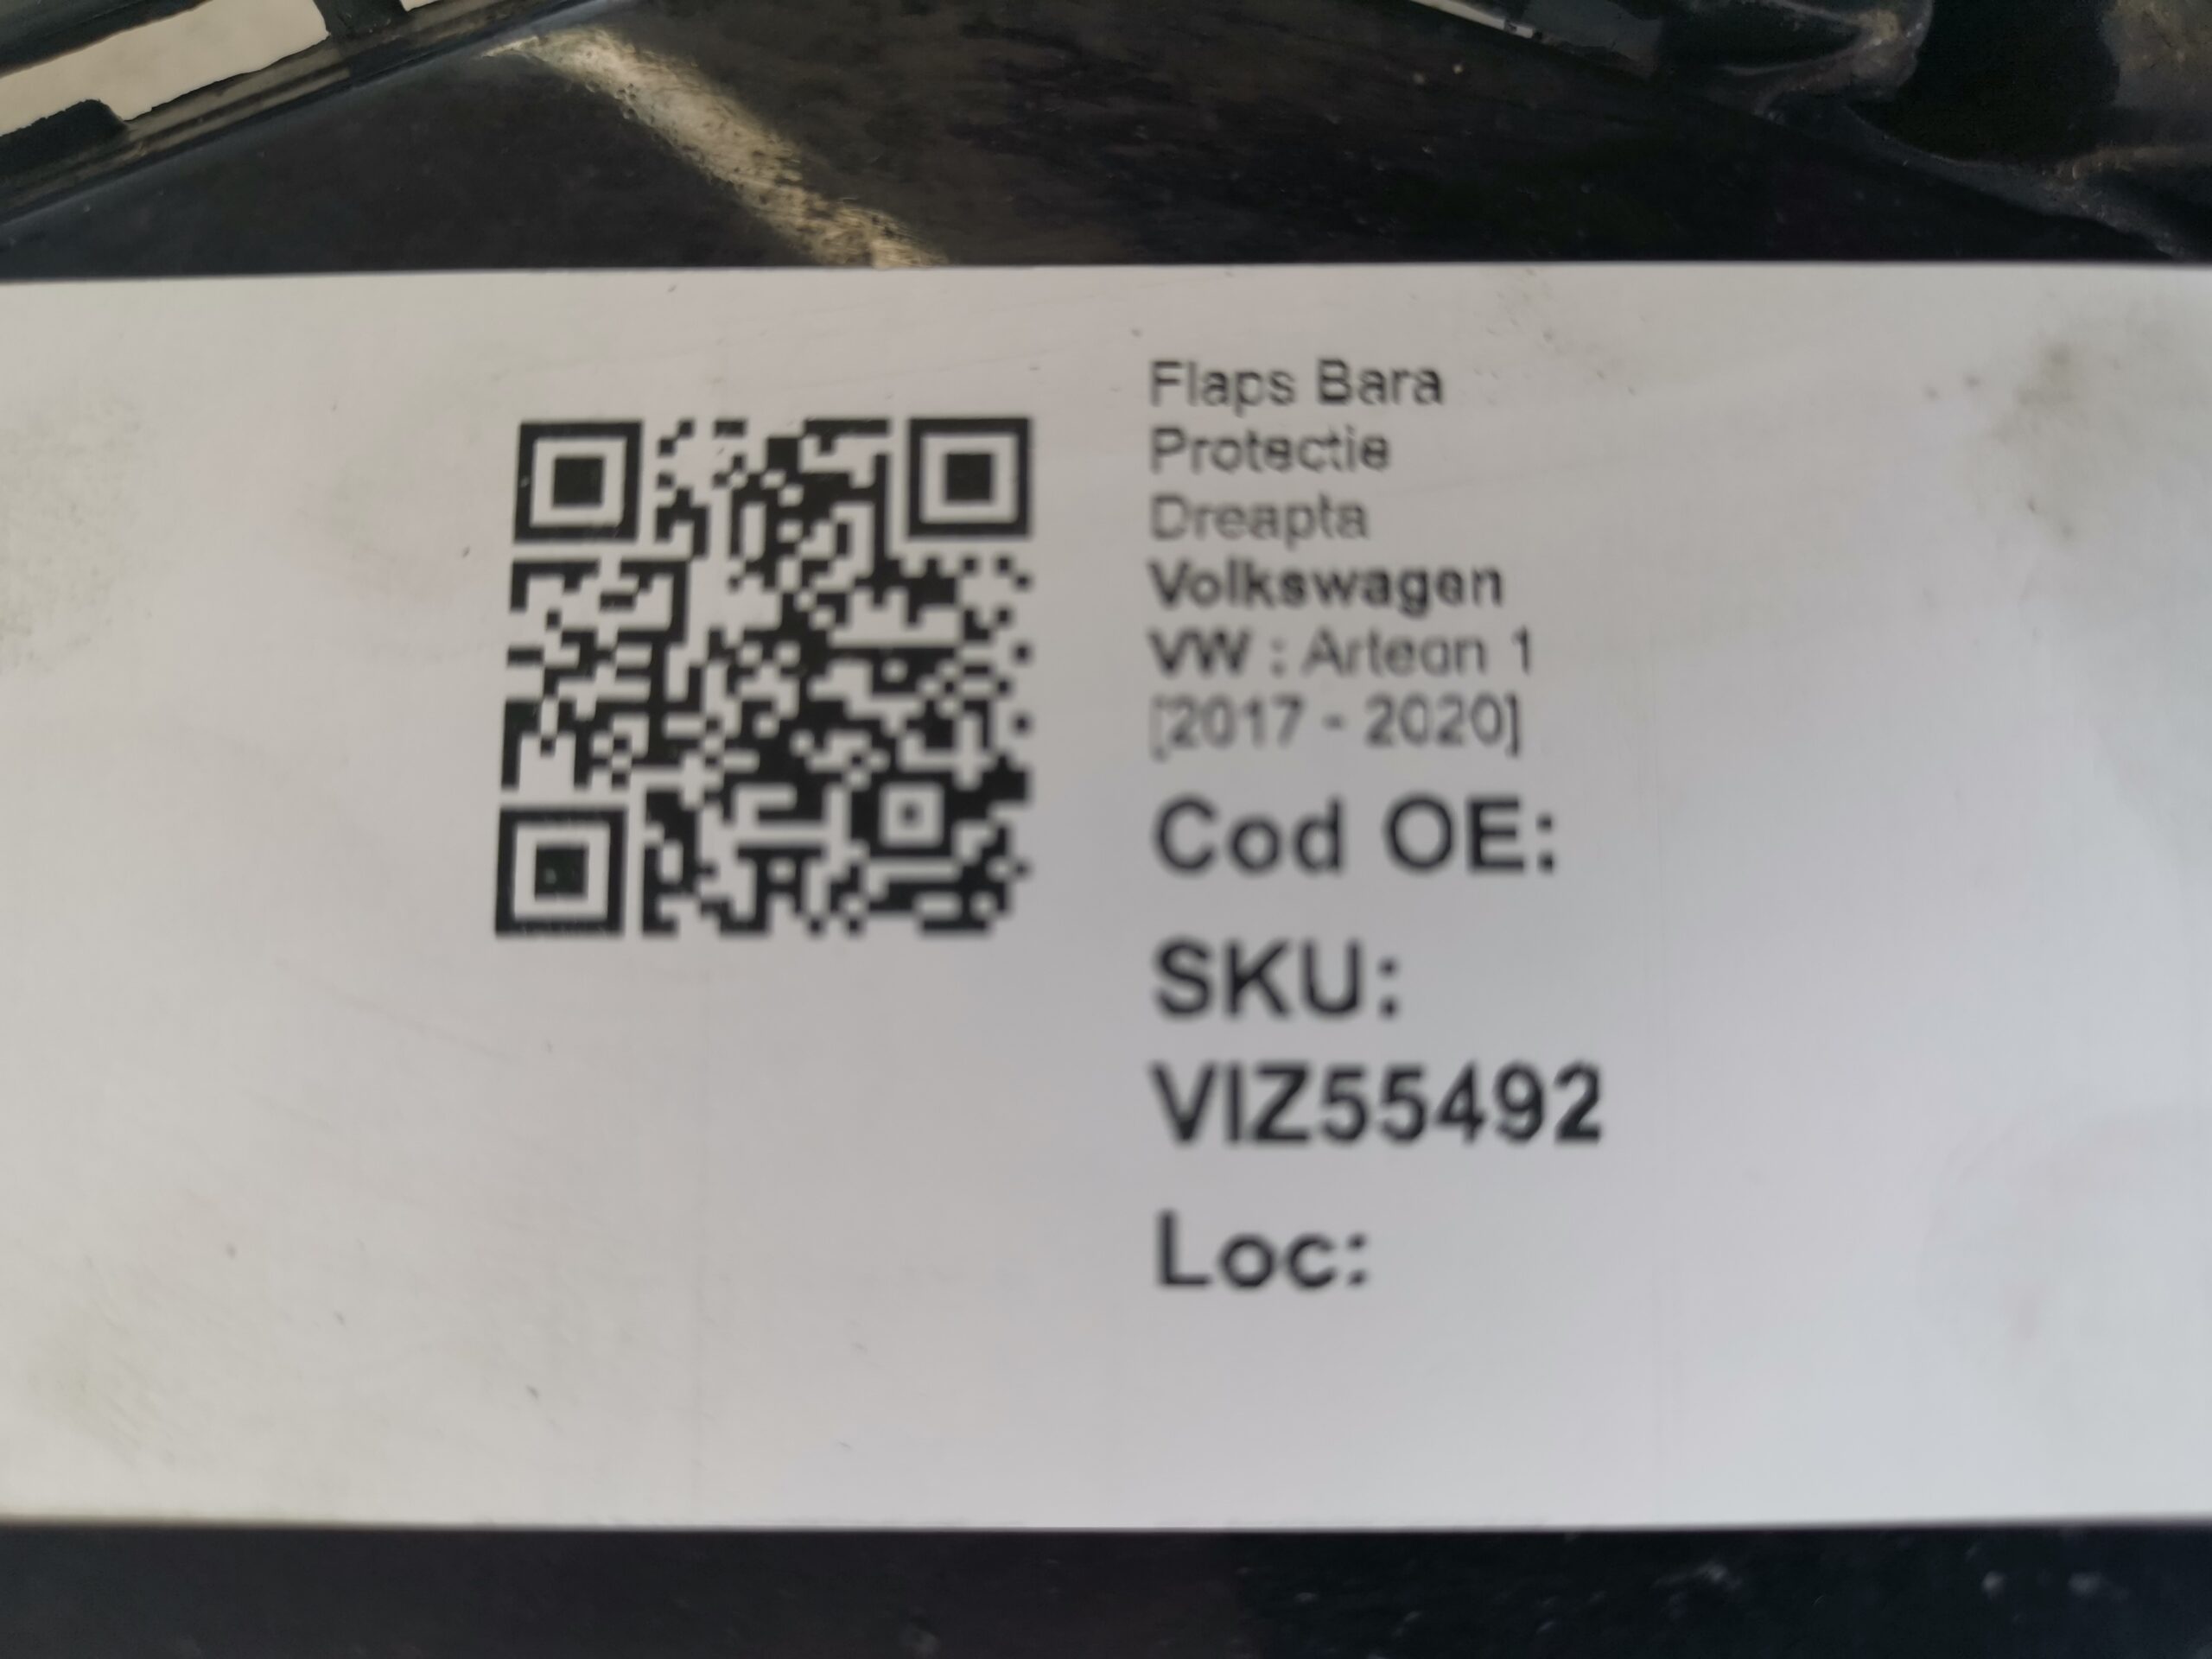 Flaps Bara
Protectie
Dreapta
Volkswagen
VW : Arteon 1
[2017 - 2020]
Cod OE:
SKU:
VIZ55492
Loc: